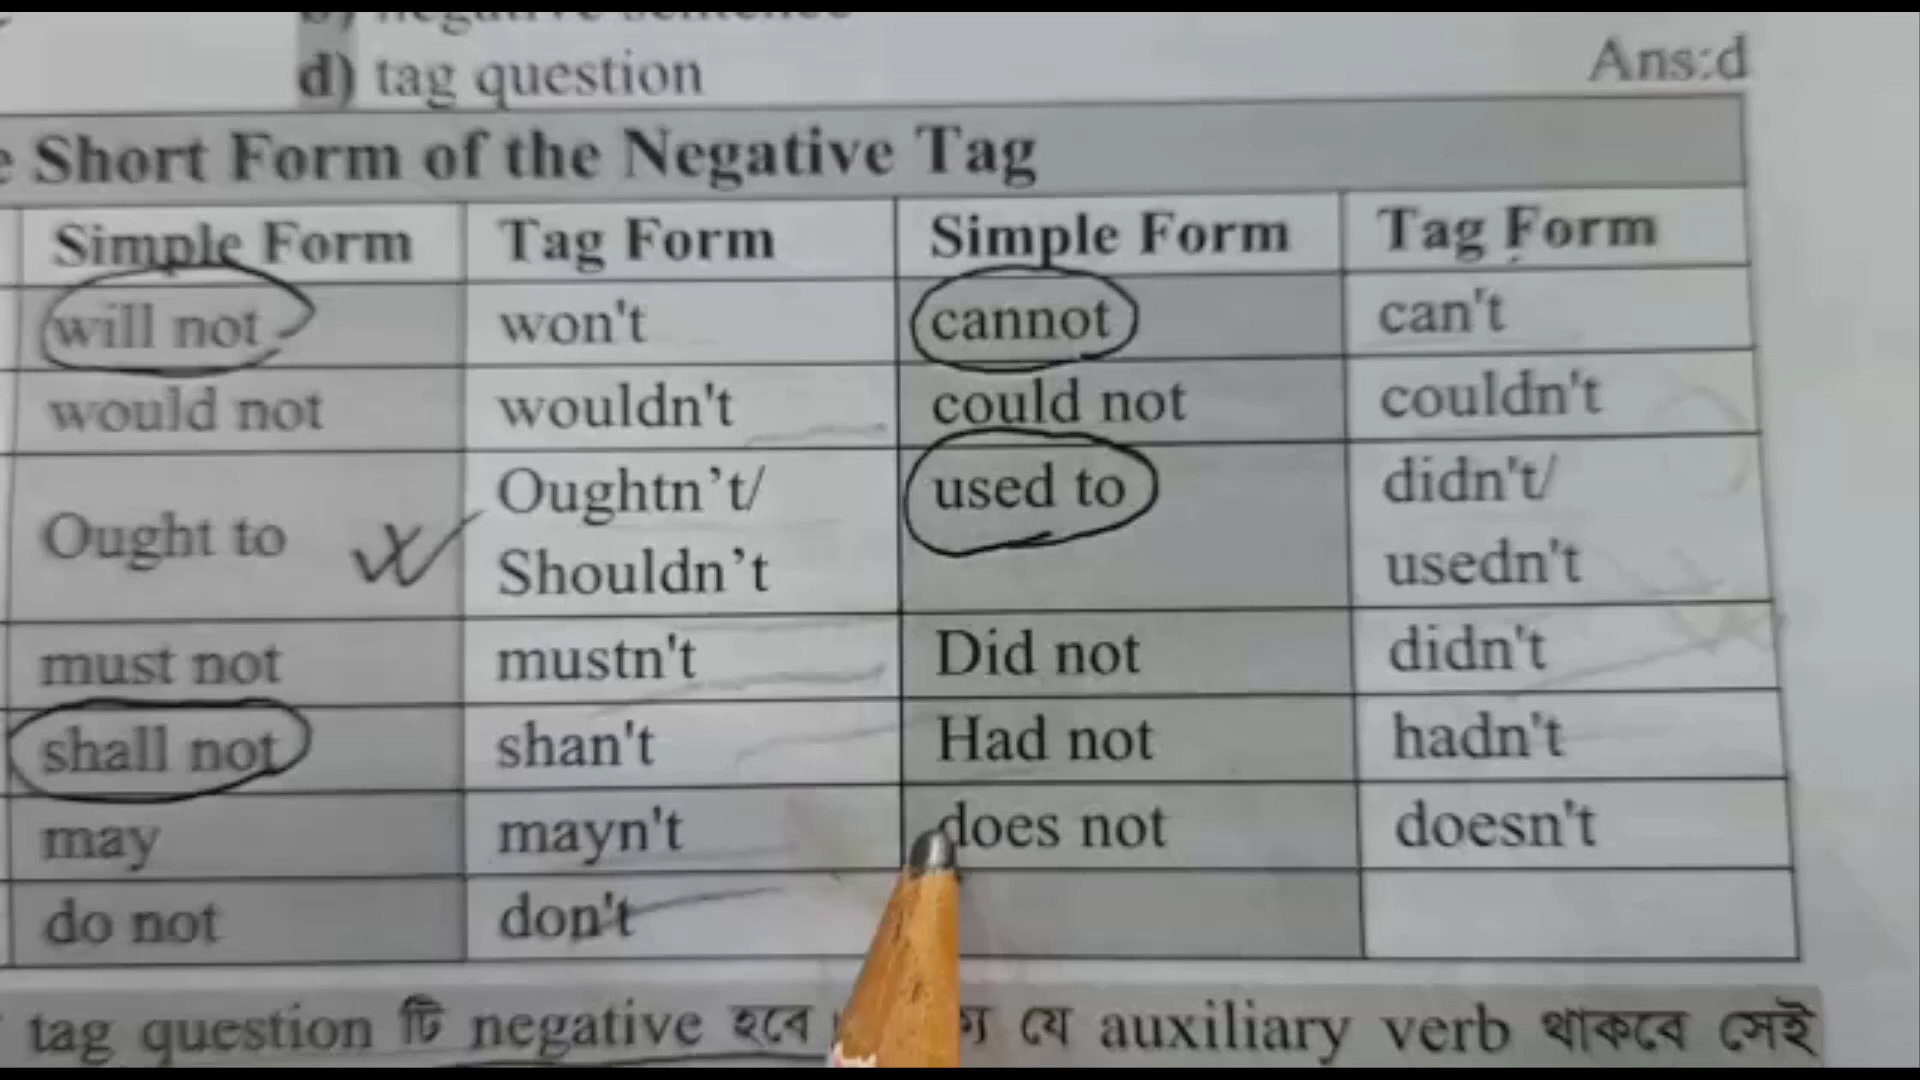 b) negative sentence
d) tag question
Ans:d
Short Form of the Negative Tag
Simple Form Tag Form Simple Form Tag Form
will not won't cannot can't
would not wouldn't could not couldn't
Ought to Oughtn’t/ Shouldn’t used to didn't/ usedn't
must not mustn't Did not didn't
shall not shan't Had not hadn't
may mayn't does not doesn't
do not don't
tag question টি negative হবে যে auxiliary verb থাকবে সেই